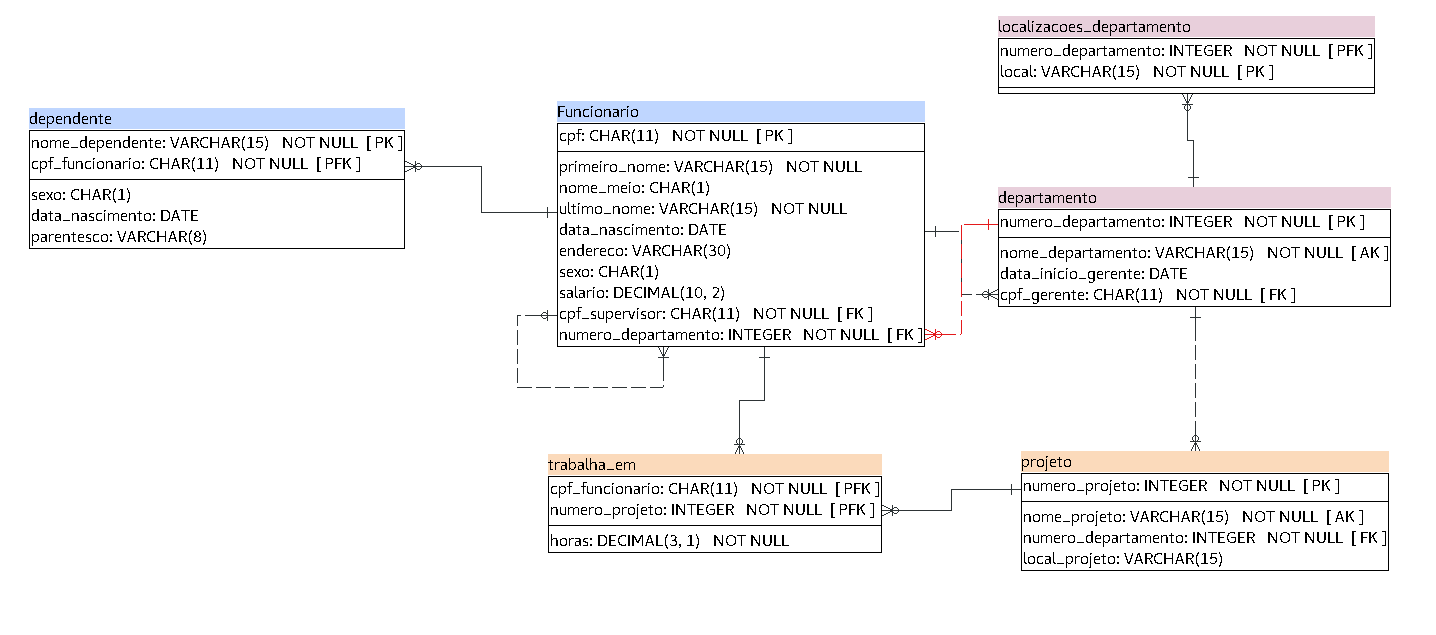 localizacoes_departamento
numero_departamento: INTEGER NOT NULL [ PFK ]
local: VARCHAR(15) NOT NULL [ PK ]
dependente
nome_dependente: VARCHAR(15) NOT NULL [ PK ]
cpf_funcionario: CHAR(11) NOT NULL [ PFK ]
sexo: CHAR(1)
data_nascimento: DATE
parentesco: VARCHAR(8)
Funcionario
cpf: CHAR(11) NOT NULL [ PK ]
primeiro_nome: VARCHAR(15) NOT NULL
nome_meio: CHAR(1)
ultimo_nome: VARCHAR(15) NOT NULL
data_nascimento: DATE
endereco: VARCHAR(30)
sexo: CHAR(1)
salario: DECIMAL(10, 2)
cpf_supervisor: CHAR(11) NOT NULL [ FK ]
numero_departamento: INTEGER NOT NULL [ FK ]
departamento
numero_departamento: INTEGER NOT NULL [ PK ]
nome_departamento: VARCHAR(15) NOT NULL [ AK ]
data_inicio_gerente: DATE
cpf_gerente: CHAR(11) NOT NULL [ FK ]
trabalha_em
cpf_funcionario: CHAR(11) NOT NULL [ PFK ]
numero_projeto: INTEGER NOT NULL [ PFK ]
horas: DECIMAL(3, 1) NOT NULL
projeto
numero_projeto: INTEGER NOT NULL [ PK ]
nome_projeto: VARCHAR(15) NOT NULL [ AK ]
numero_departamento: INTEGER NOT NULL [ FK ]
local_projeto: VARCHAR(15)